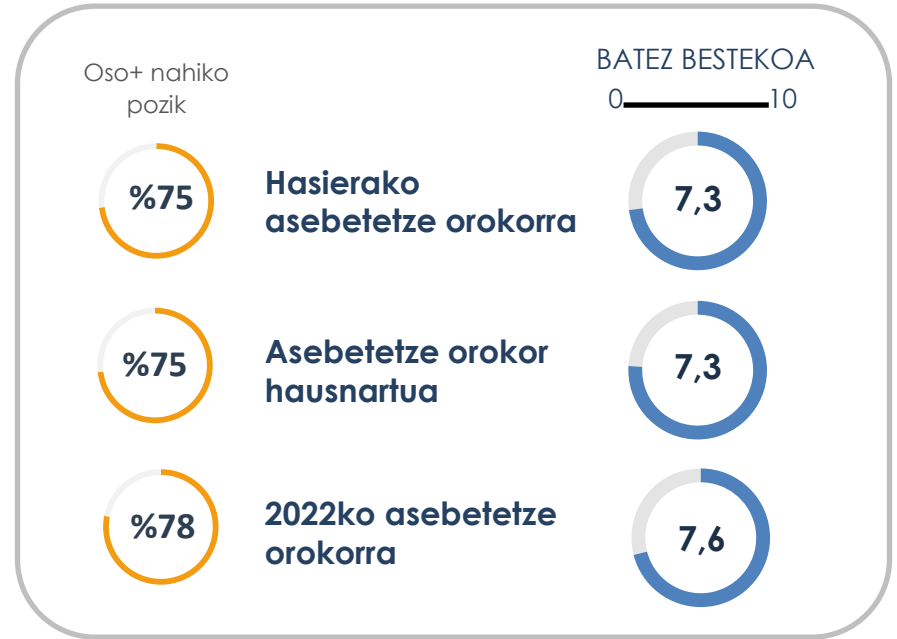 Oso+ nahiko
pozik
BATEZ BESTEKOA
0 10
%75
Hasierako
asebetetze orokorra
7,3
%75
Asebetetze orokor
hausnartua
7,3
%78
2022ko asebetetze
orokorra
7,6